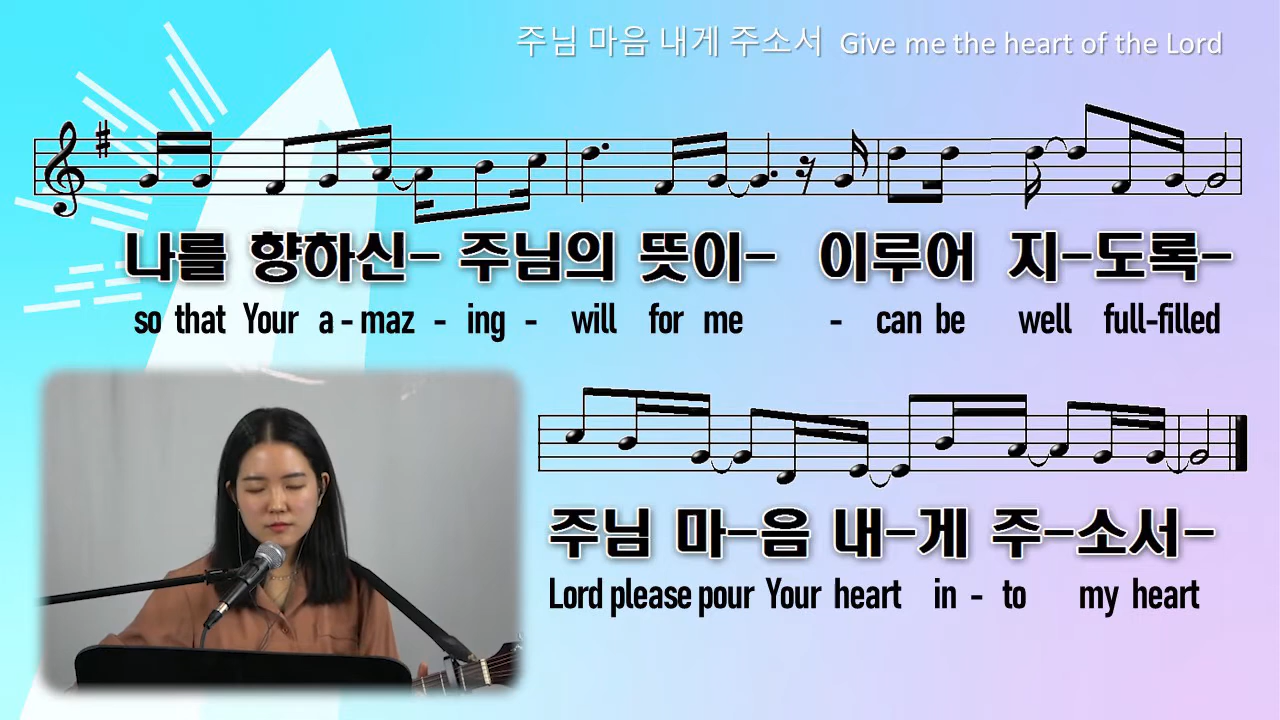 주님 마음 내게 주소서 Give me the heart of the Lord
나를 향하신- 주님의 뜻이- 이루어 지-도록-
so that Your a - maz - ing - will for me - can be well full-filled
주님 마-음 내-게 주-소서-
Lord please pour Your heart in - to my heart